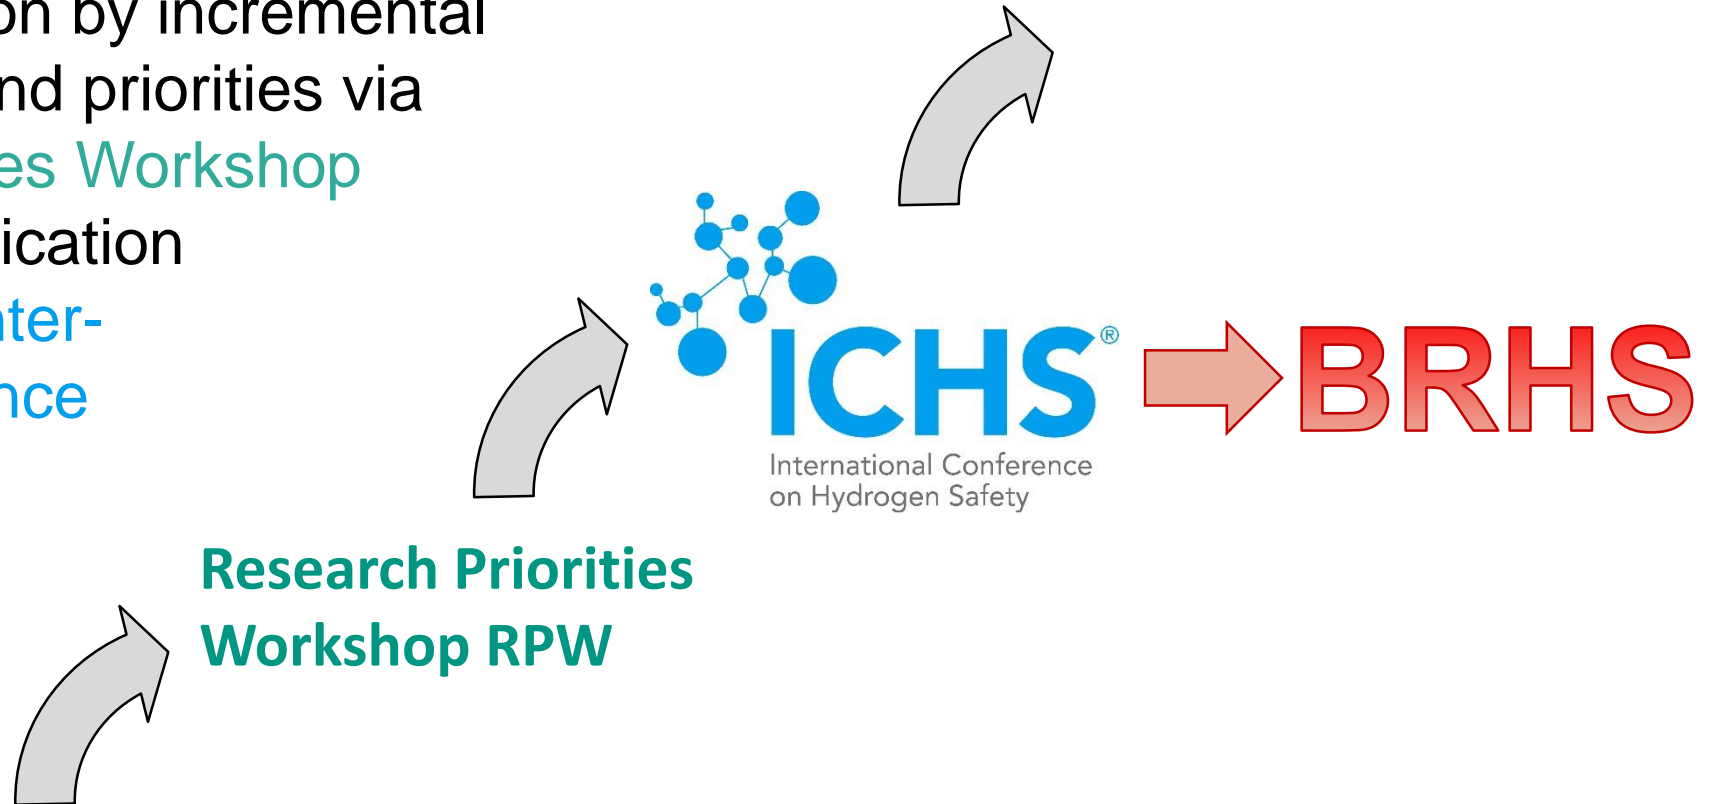 on by incremental
nd priorities via
es Workshop
ication
nter-
nce
ICHS®
International Conference
on Hydrogen Safety
BRHS
Research Priorities
Workshop RPW